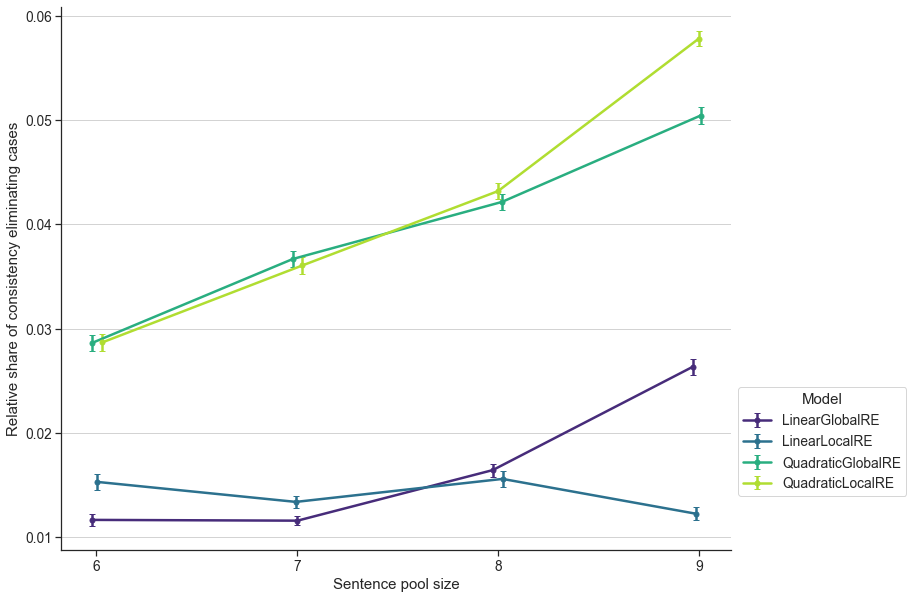 0.06
0.05
0.04
0.03
0.02
0.01
Relative share of consistency eliminating cases
6 7 8 9
Sentence pool size
Model
LinearGlobalRE
LinearLocalRE
QuadraticGlobalRE
QuadraticLocalRE